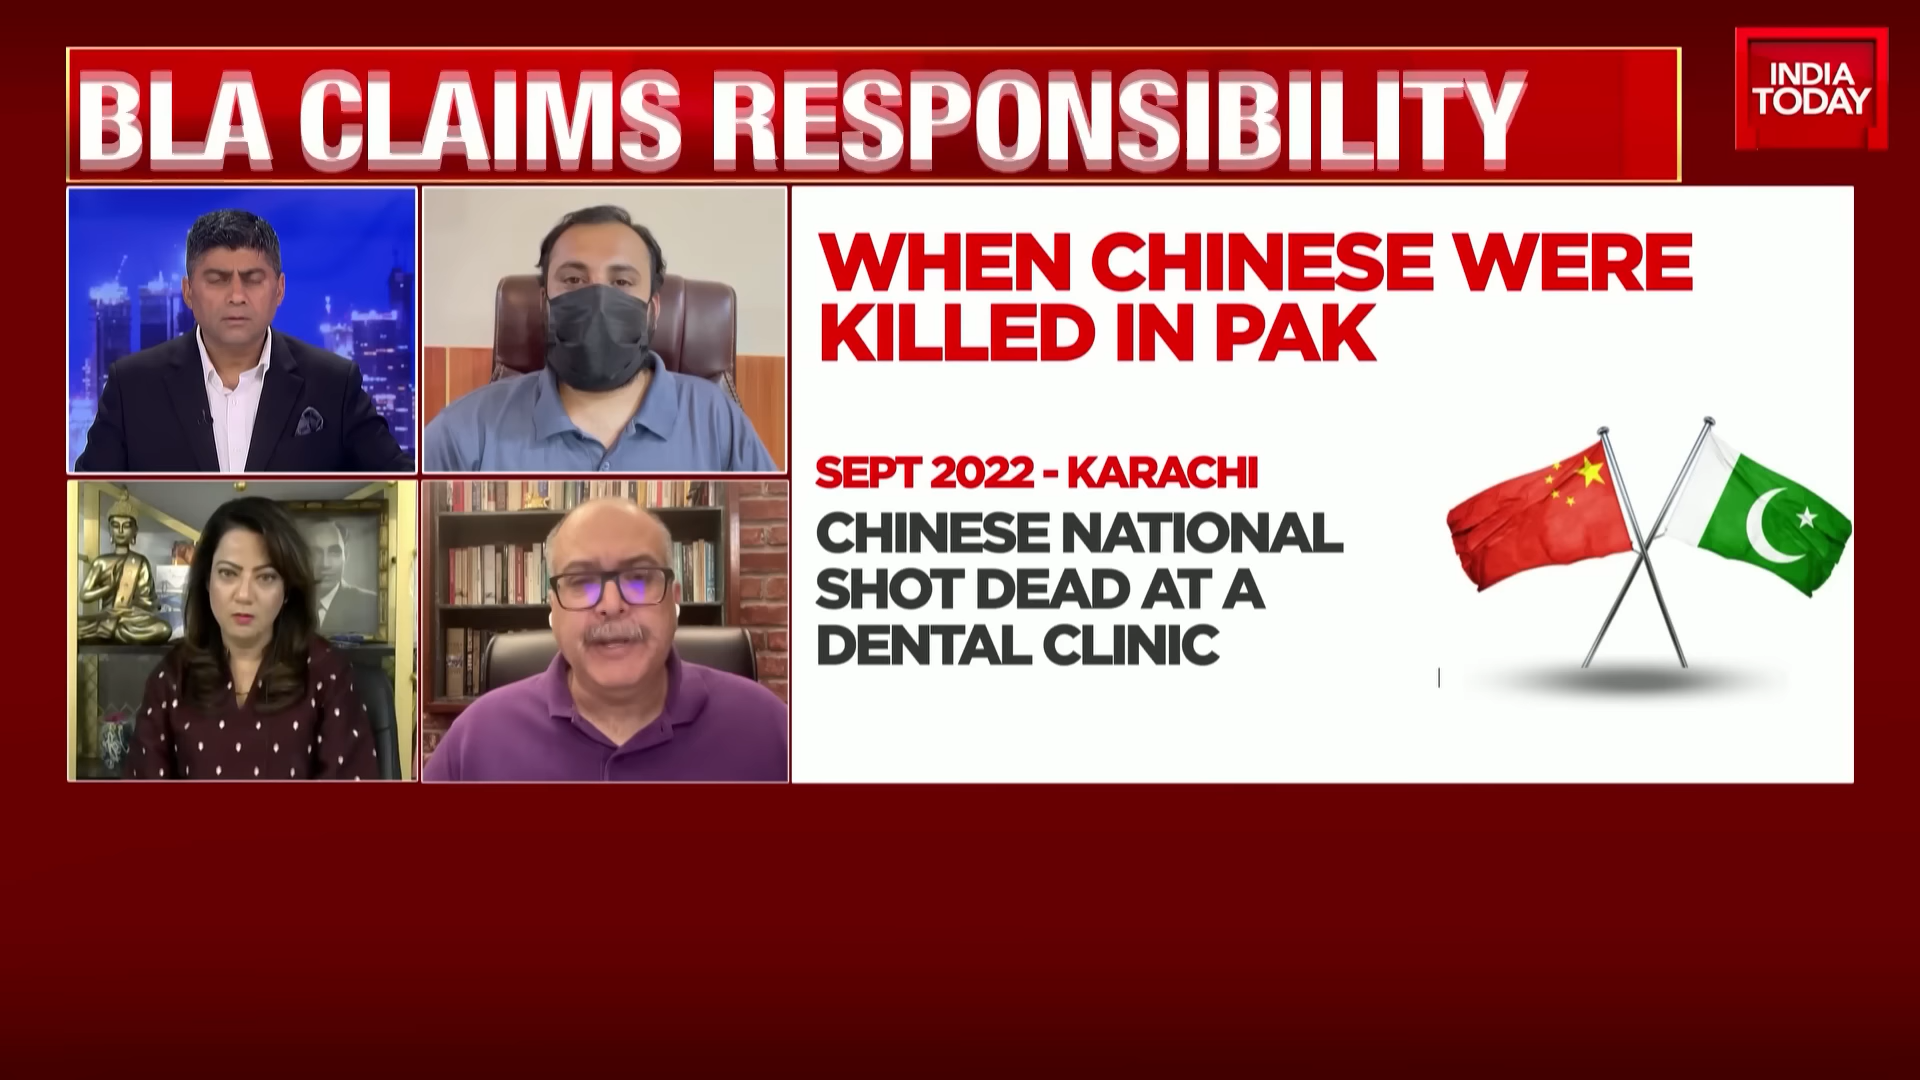 BLA CLAIMS RESPONSIBILITY
INDIA
TODAY
WHEN CHINESE WERE
KILLED IN PAK
SEPT 2022 - KARACHI
CHINESE NATIONAL
SHOT DEAD AT A
DENTAL CLINIC